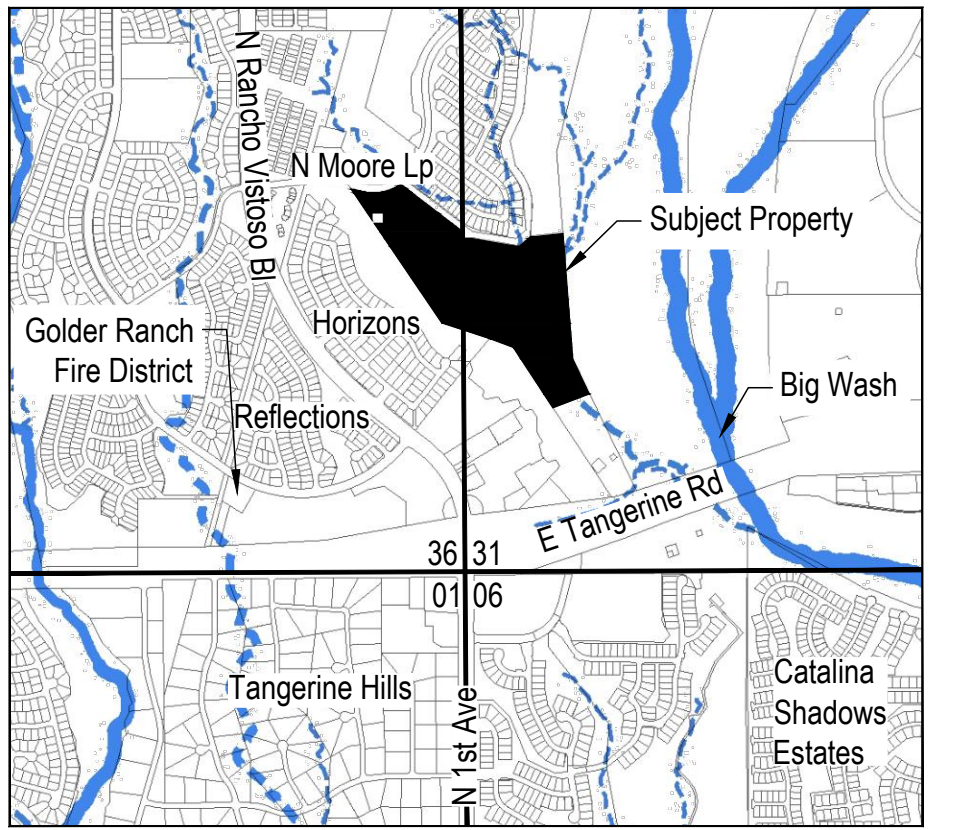 N Rancho Vistoso Bl
N Moore Lp
Subject Property
Golder Ranch
Fire District
Horizons
Reflections
Big Wash
E Tangerine Rd
36 31
01 06
Tangerine Hills
N 1st Ave
Catalina
Shadows
Estates